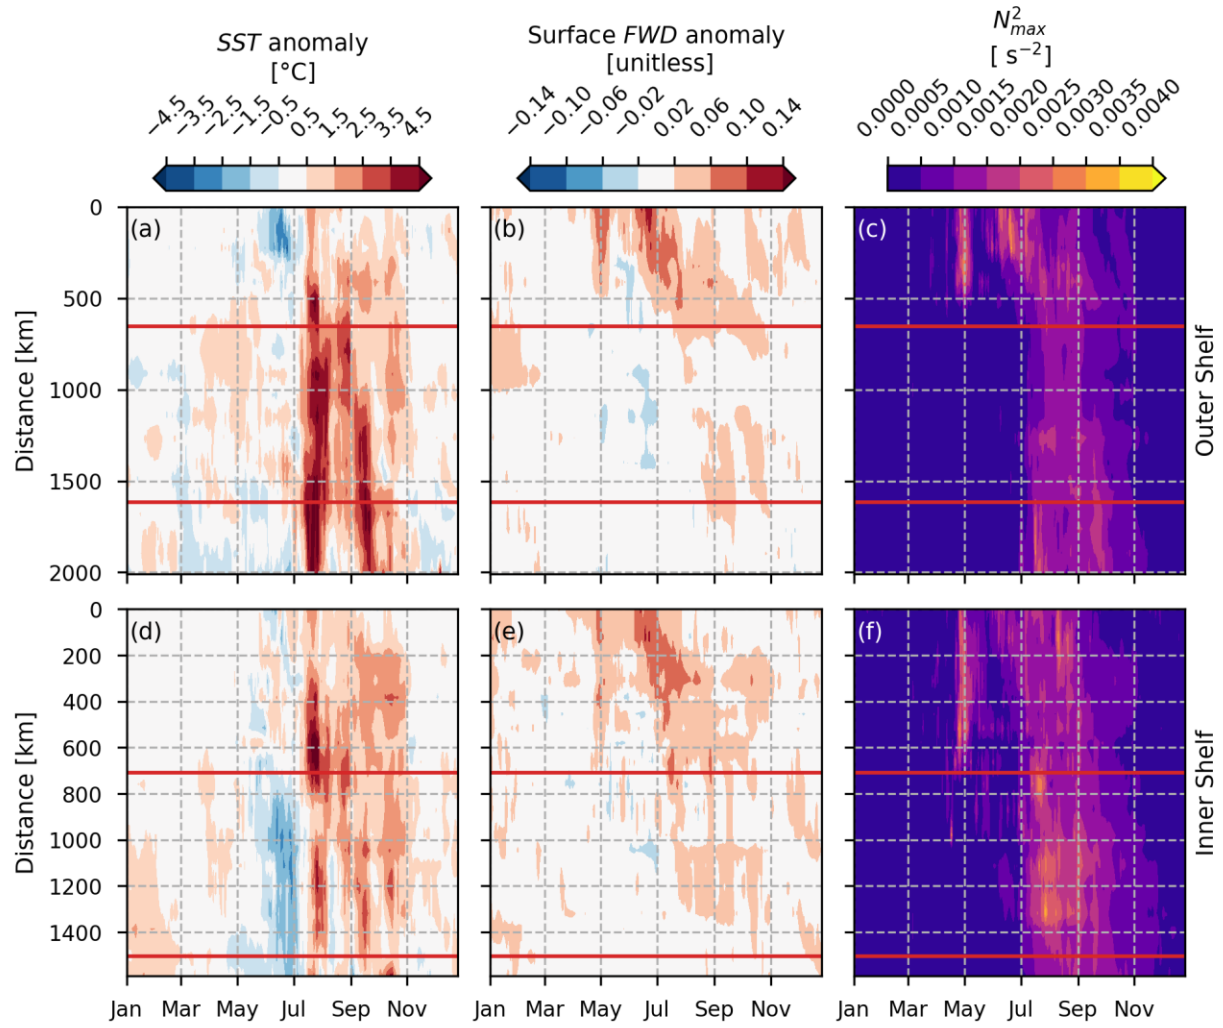 SST anomaly
[°C]
−4.5 −3.5 −2.5 −1.5 −0.5 0.5 1.5 2.5 3.5 4.5
Surface FWD anomaly
[unitless]
−0.14 −0.10 −0.06 −0.02 0.02 0.06 0.10 0.14
N²max
[ s⁻²]
0.0000 0.0005 0.0010 0.0015 0.0020 0.0025 0.0030 0.0035 0.0040
(a)
(b)
(c)
0
500
1000
1500
2000
Distance [km]
Outer Shelf
(d)
(e)
(f)
0
200
400
600
800
1000
1200
1400
Distance [km]
Inner Shelf
Jan Mar May Jul Sep Nov
Jan Mar May Jul Sep Nov
Jan Mar May Jul Sep Nov